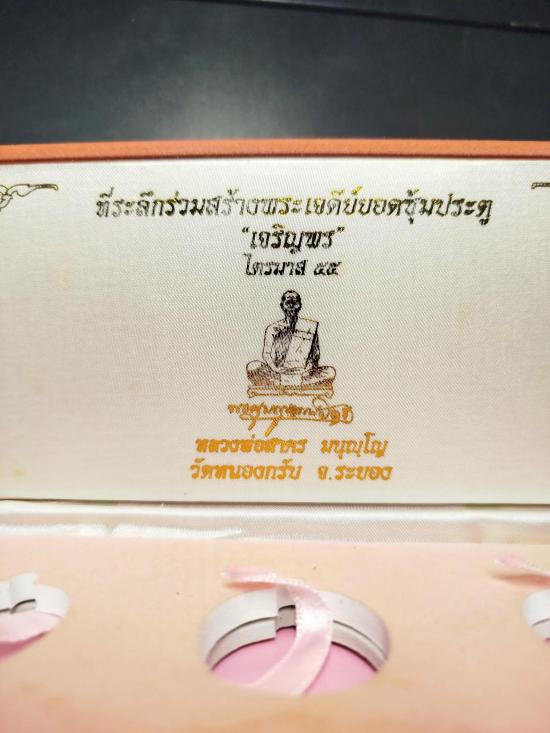 ที่ระลึกร่วมสร้างพระเจดีย์ยอดซุ้มประตู
"เจริญพร"
ไตรมาส ๕๕
หลวงพ่อสาคร มนุญฺโญ
วัดหนองกรับ จ.ระยอง